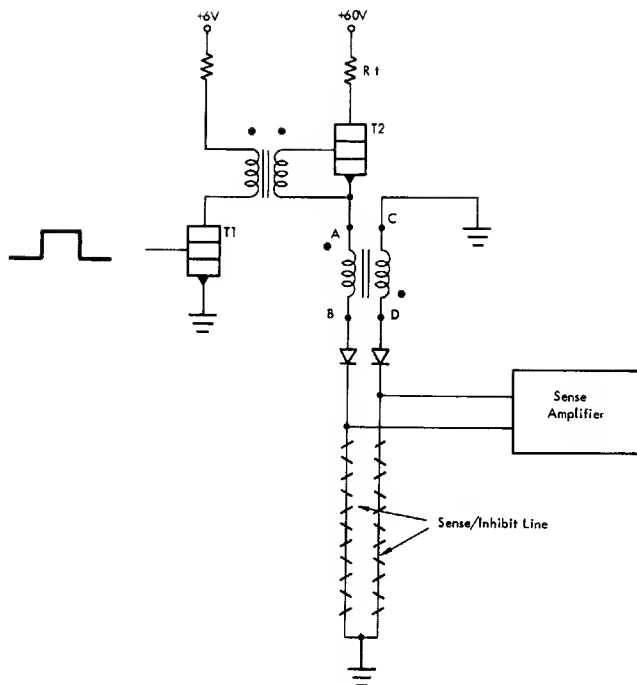 +6V
+60V
R t
T2
T1
A
C
B
D
Sense
Amplifier
Sense/Inhibit Line